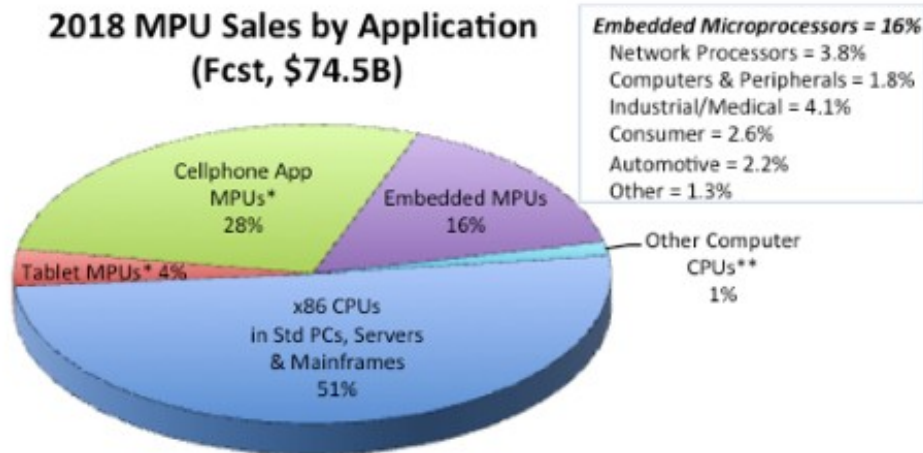 2018 MPU Sales by Application
(Fcst, $74.5B)
Embedded Microprocessors = 16%
Network Processors = 3.8%
Computers & Peripherals = 1.8%
Industrial/Medical = 4.1%
Consumer = 2.6%
Automotive = 2.2%
Other = 1.3%
Cellphone App
MPUs*
28%
Embedded MPUs
16%
Other Computer
CPUs**
1%
Tablet MPUs* 4%
x86 CPUs
in Std PCs, Servers
& Mainframes
51%